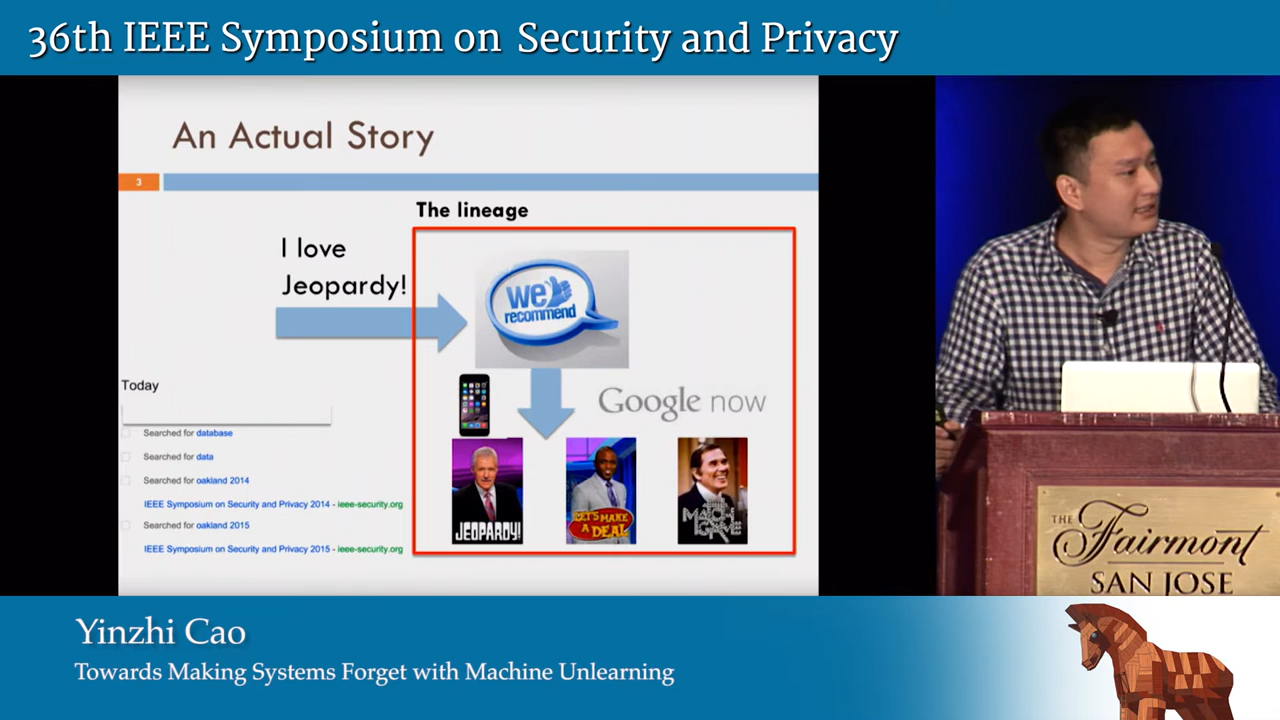 36th IEEE Symposium on Security and Privacy
An Actual Story
3
The lineage
I love
Jeopardy!
we
recommend
Today
Google now
Searched for database
Searched for data
Searched for oakland 2014
IEEE Symposium on Security and Privacy 2014 - ieee-security.org
Searched for oakland 2015
IEEE Symposium on Security and Privacy 2015 - ieee-security.org
JEOPARDY!
LET'S MAKE
A DEAL
THE
Fairmont
SAN JOSE
Yinzhi Cao
Towards Making Systems Forget with Machine Unlearning